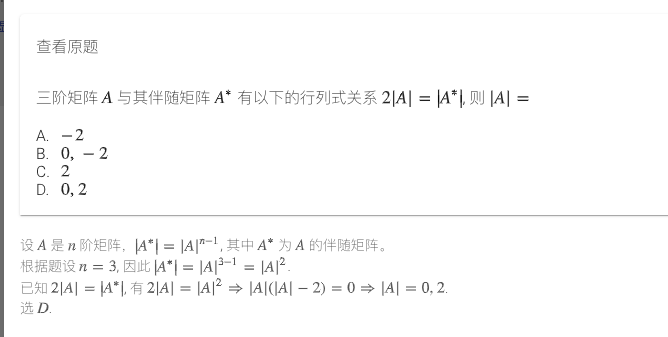 查看原题
三阶矩阵 A 与其伴随矩阵 A* 有以下的行列式关系 2|A| = |A*|, 则 |A| =
A. −2
B. 0, −2
C. 2
D. 0, 2
设 A 是 n 阶矩阵，|A*| = |A|ⁿ⁻¹, 其中 A* 为 A 的伴随矩阵。
根据题设 n = 3, 因此 |A*| = |A|³⁻¹ = |A|².
已知 2|A| = |A*|, 有 2|A| = |A|² ⇒ |A|(|A| − 2) = 0 ⇒ |A| = 0, 2.
选 D.